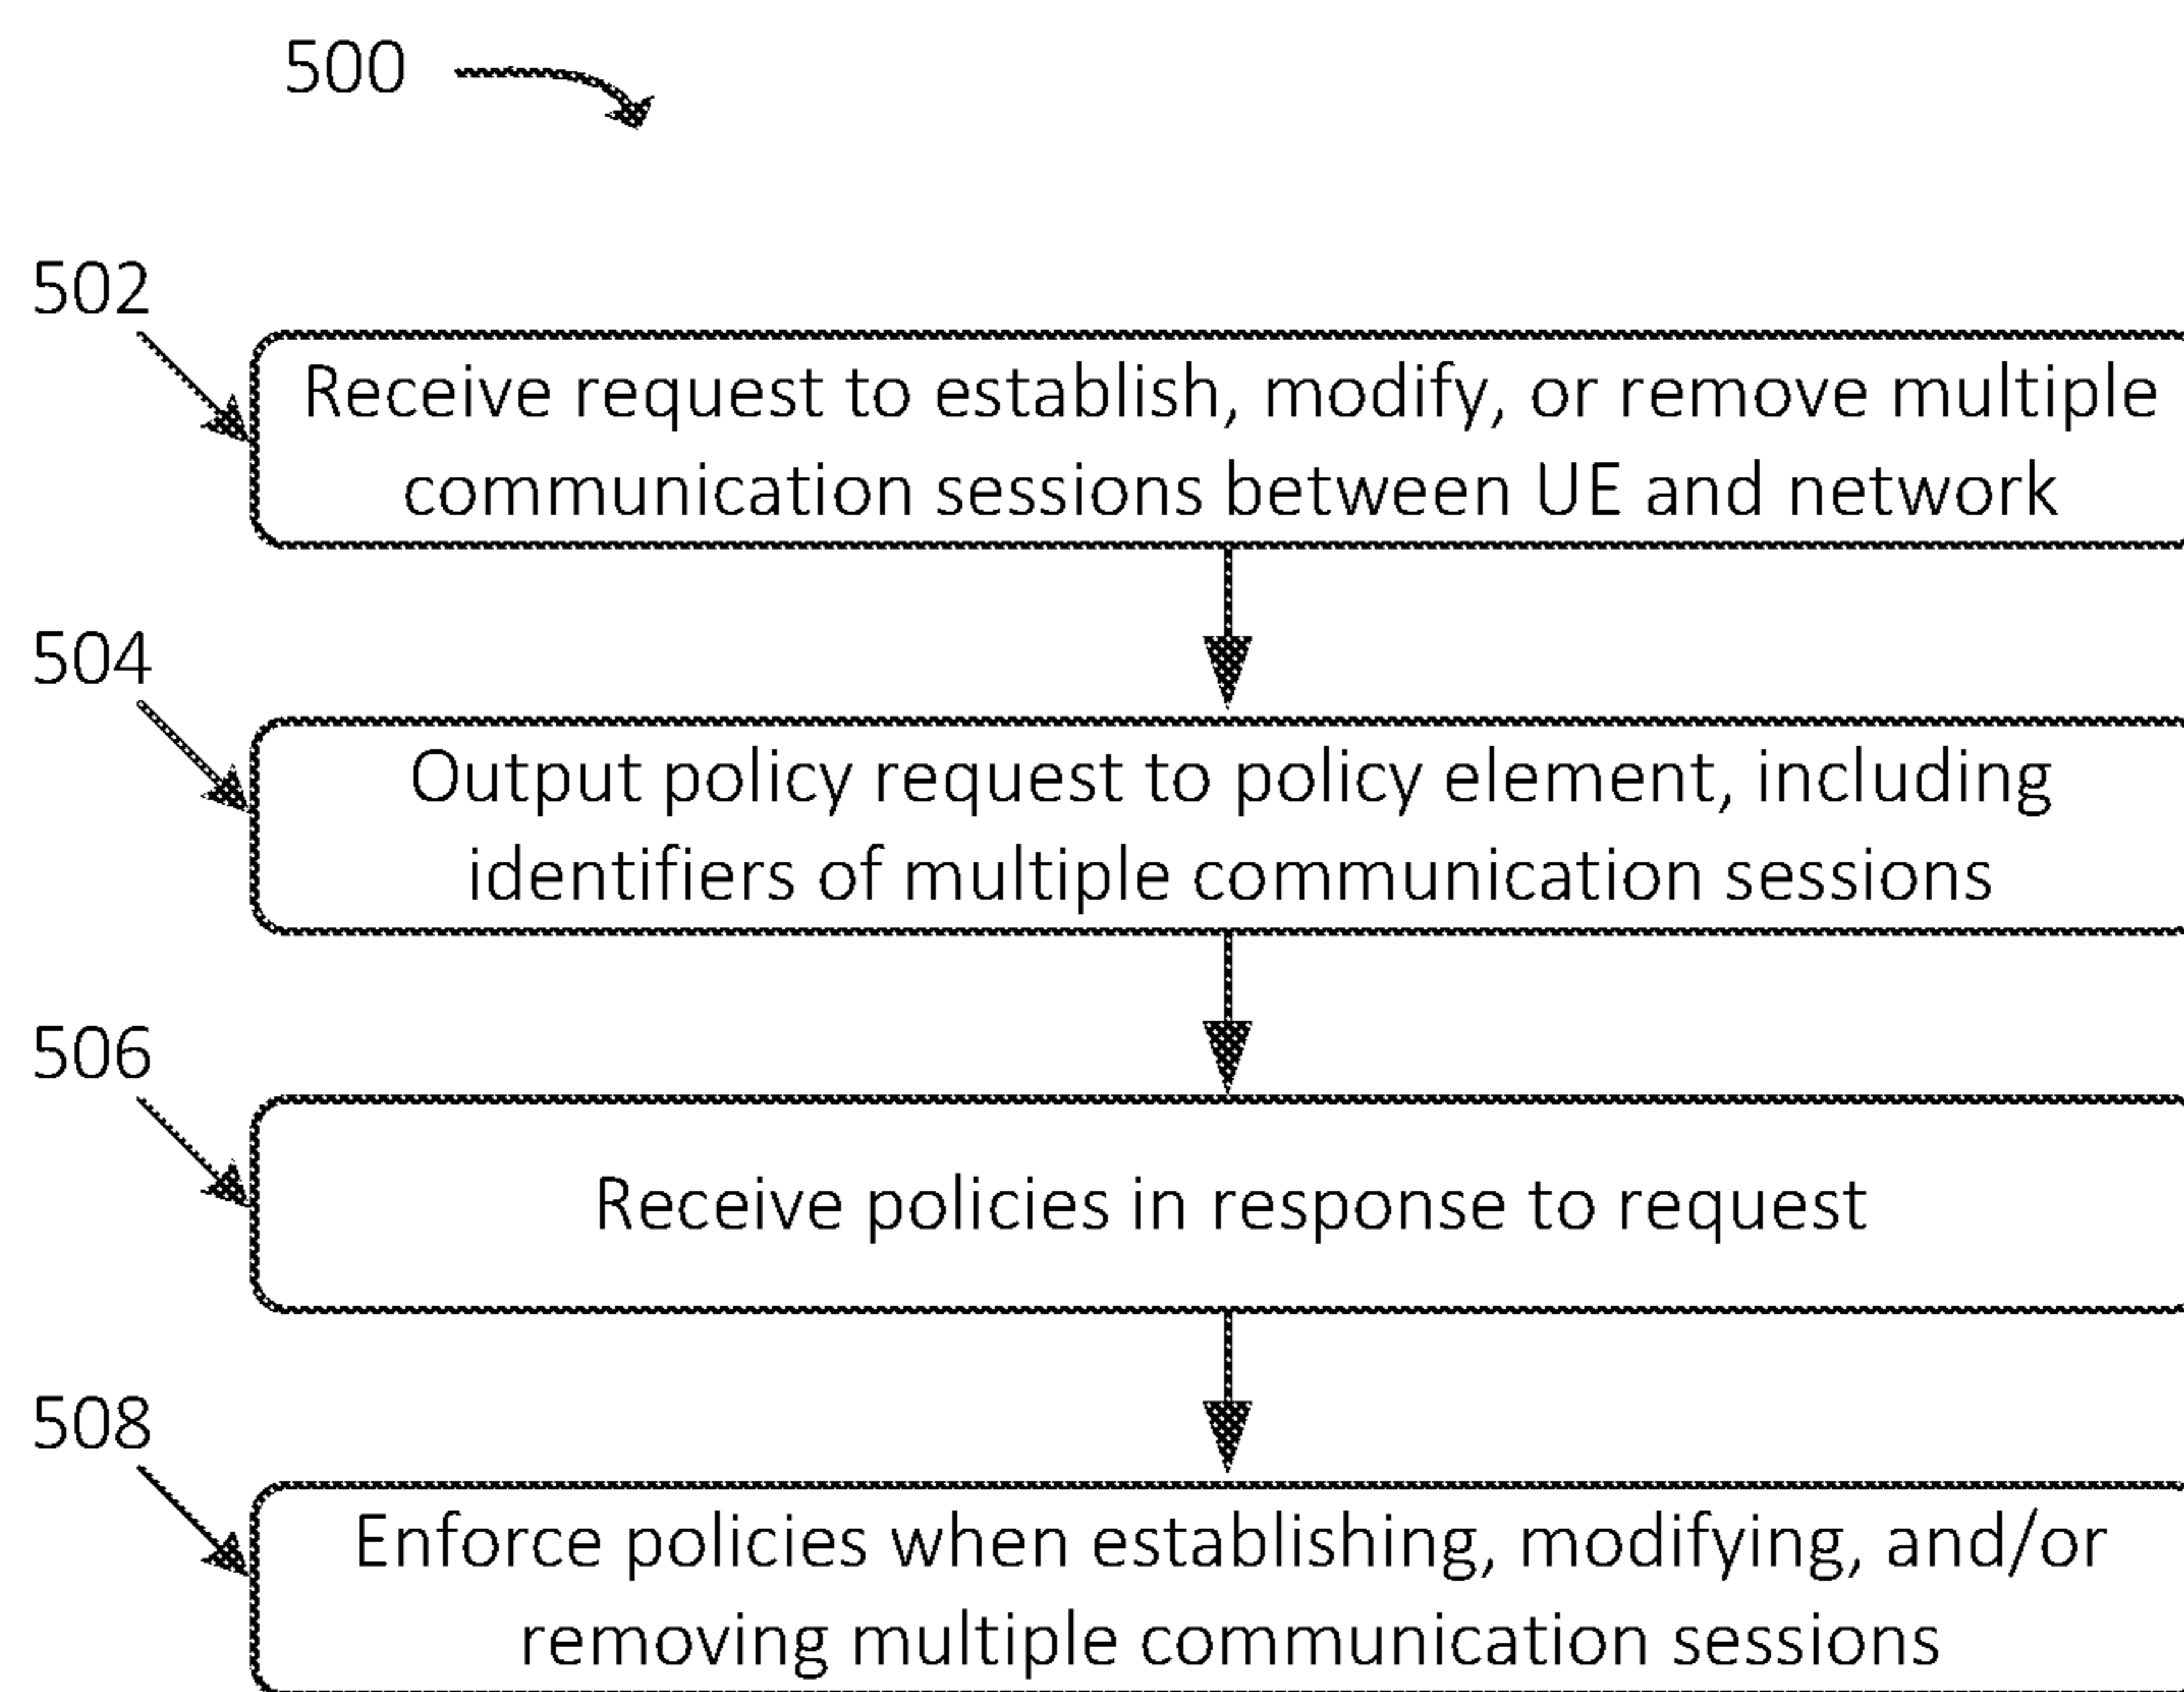 500
502
Receive request to establish, modify, or remove multiple
communication sessions between UE and network
504
Output policy request to policy element, including
identifiers of multiple communication sessions
506
Receive policies in response to request
508
Enforce policies when establishing, modifying, and/or
removing multiple communication sessions